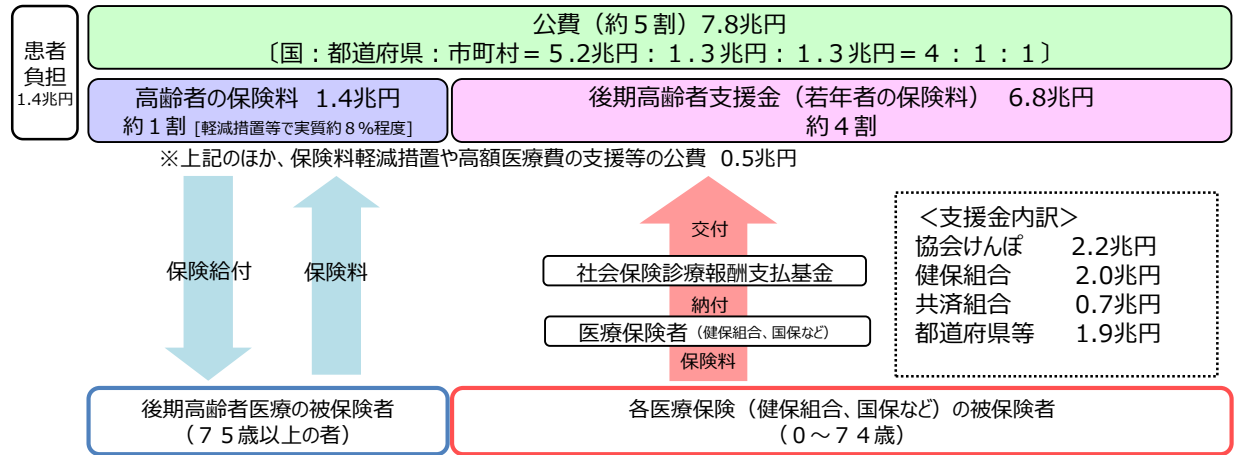 患者
負担
1.4兆円
公費（約５割）7.8兆円
〔国：都道府県：市町村＝５.２兆円：１.３兆円：１.３兆円＝４：１：１〕
高齢者の保険料 1.4兆円
約１割 [軽減措置等で実質約８％程度]
後期高齢者支援金（若年者の保険料） 6.8兆円
約４割
※上記のほか、保険料軽減措置や高額医療費の支援等の公費 0.5兆円
保険給付
保険料
交付
社会保険診療報酬支払基金
納付
医療保険者（健保組合、国保など）
保険料
＜支援金内訳＞
協会けんぽ 2.2兆円
健保組合 2.0兆円
共済組合 0.7兆円
都道府県等 1.9兆円
後期高齢者医療の被保険者
（７５歳以上の者）
各医療保険（健保組合、国保など）の被保険者
（０～７４歳）